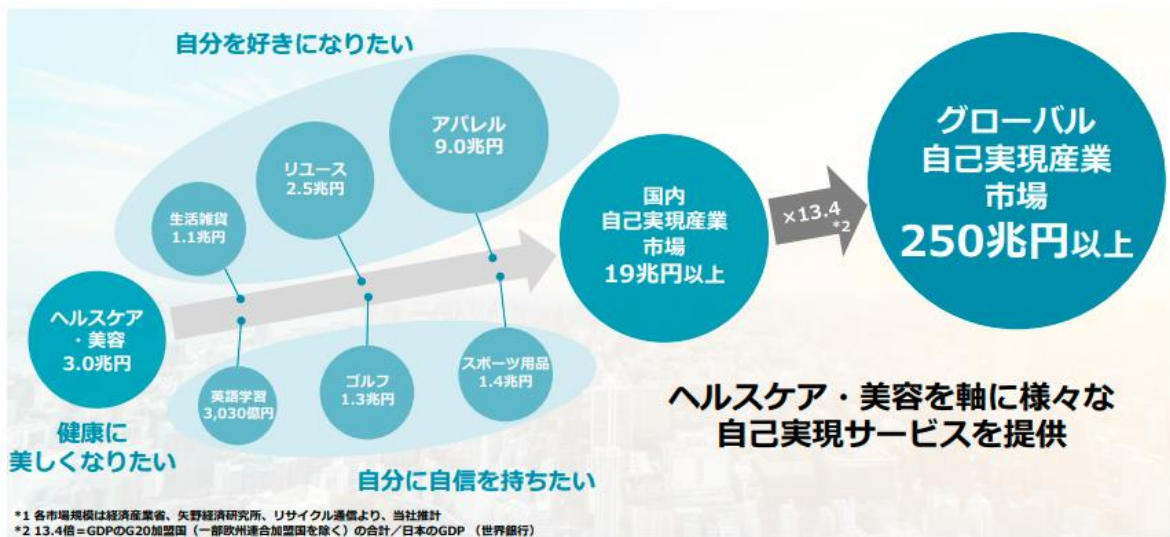 自分を好きになりたい
アパレル
9.0兆円
リユース
2.5兆円
生活雑貨
1.1兆円
ヘルスケア
・美容
3.0兆円
健康に
美しくなりたい
英語学習
3,030億円
ゴルフ
1.3兆円
スポーツ用品
1.4兆円
自分に自信を持ちたい
国内
自己実現産業
市場
19兆円以上
×13.4
*2
グローバル
自己実現産業
市場
250兆円以上
ヘルスケア・美容を軸に様々な
自己実現サービスを提供
*1 各市場規模は経済産業省、矢野経済研究所、リサイクル通信より、当社推計
*2 13.4倍=GDPのG20加盟国（一部欧州連合加盟国を除く）の合計／日本のGDP （世界銀行）